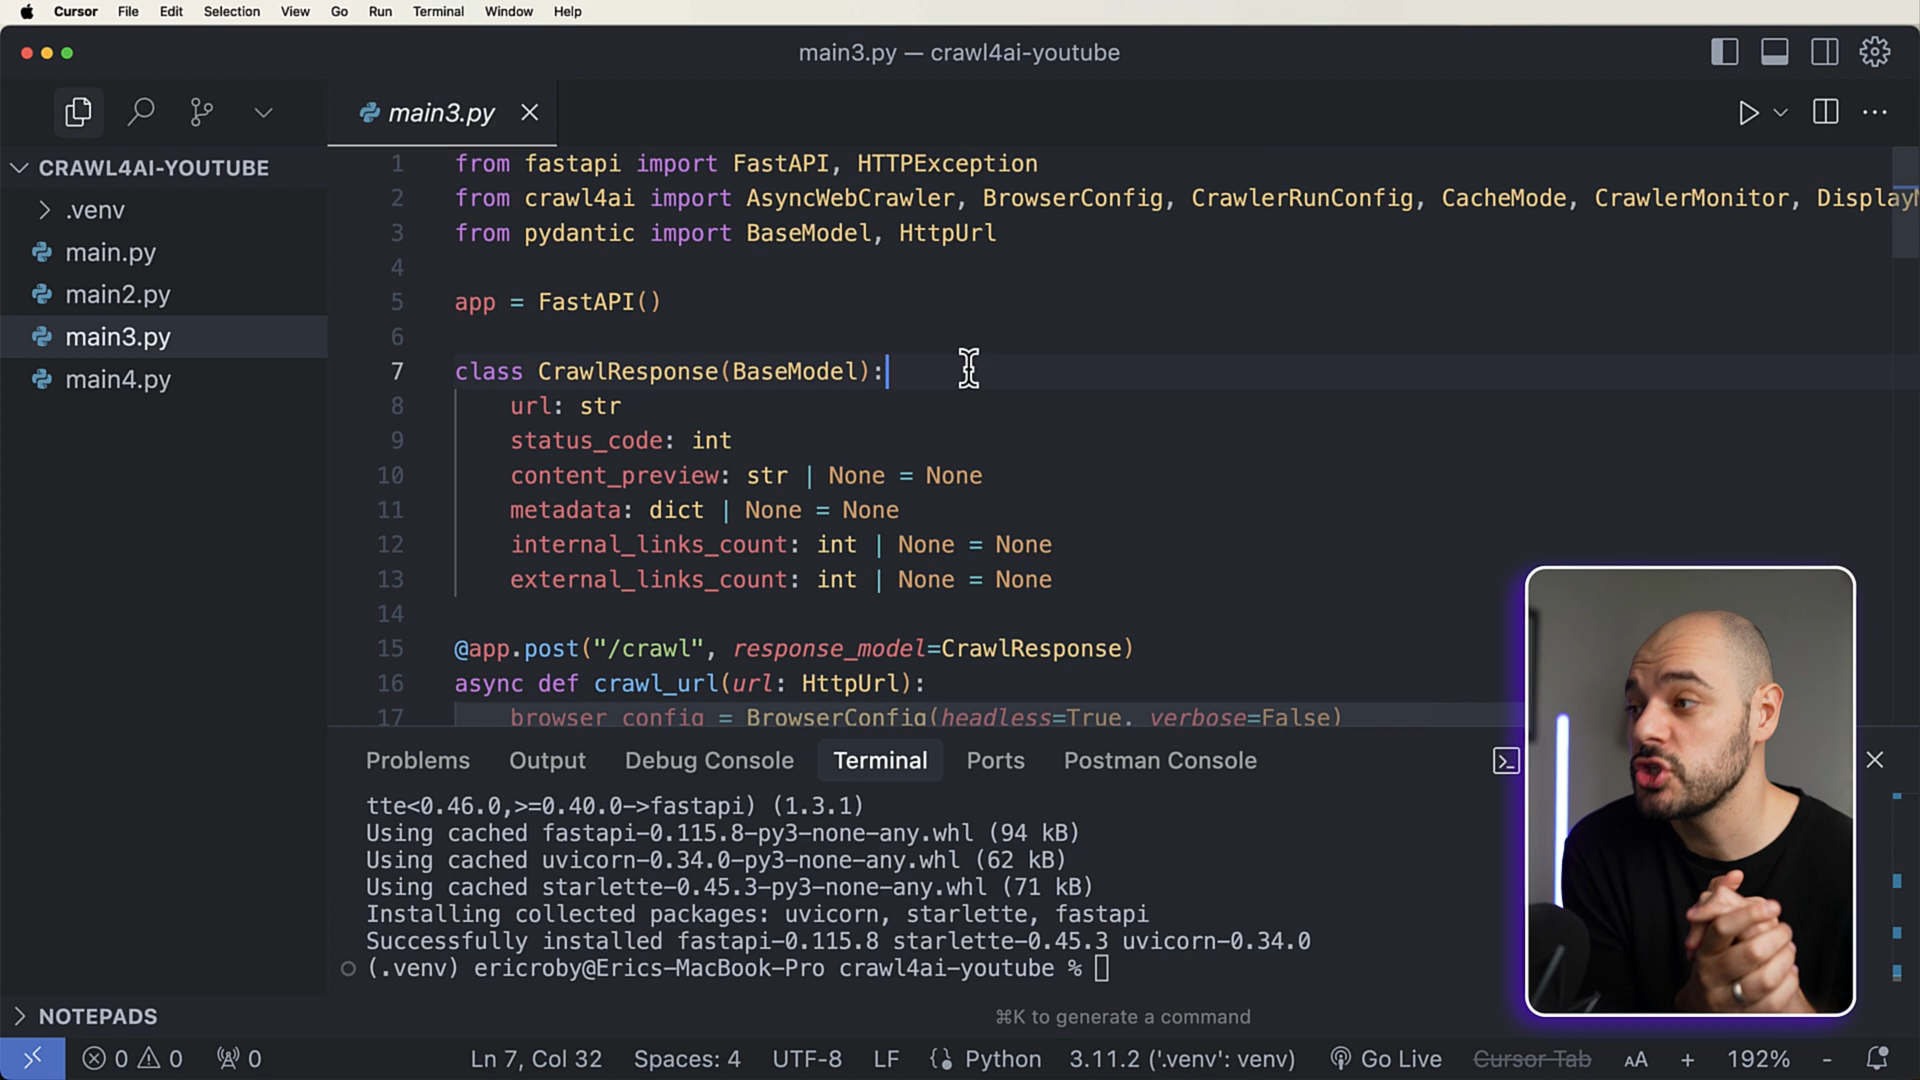 Cursor File Edit Selection View Go Run Terminal Window Help
main3.py — crawl4ai-youtube
main3.py
CRAWL4AI-YOUTUBE
.venv
main.py
main2.py
main3.py
main4.py
1 from fastapi import FastAPI, HTTPException
2 from crawl4ai import AsyncWebCrawler, BrowserConfig, CrawlerRunConfig, CacheMode, CrawlerMonitor, DisplayM
3 from pydantic import BaseModel, HttpUrl
4
5 app = FastAPI()
6
7 class CrawlResponse(BaseModel):
8 url: str
9 status_code: int
10 content_preview: str | None = None
11 metadata: dict | None = None
12 internal_links_count: int | None = None
13 external_links_count: int | None = None
14
15 @app.post("/crawl", response_model=CrawlResponse)
16 async def crawl_url(url: HttpUrl):
17 browser_config = BrowserConfig(headless=True, verbose=False)
Problems Output Debug Console Terminal Ports Postman Console
tte<0.46.0,>=0.40.0->fastapi) (1.3.1)
Using cached fastapi-0.115.8-py3-none-any.whl (94 kB)
Using cached uvicorn-0.34.0-py3-none-any.whl (62 kB)
Using cached starlette-0.45.3-py3-none-any.whl (71 kB)
Installing collected packages: uvicorn, starlette, fastapi
Successfully installed fastapi-0.115.8 starlette-0.45.3 uvicorn-0.34.0
(.venv) ericroby@Erics-MacBook-Pro crawl4ai-youtube %
NOTEPADS
⌘K to generate a command
0 0 0 Ln 7, Col 32 Spaces: 4 UTF-8 LF Python 3.11.2 ('.venv': venv) Go Live Cursor Tab AA + 192% -